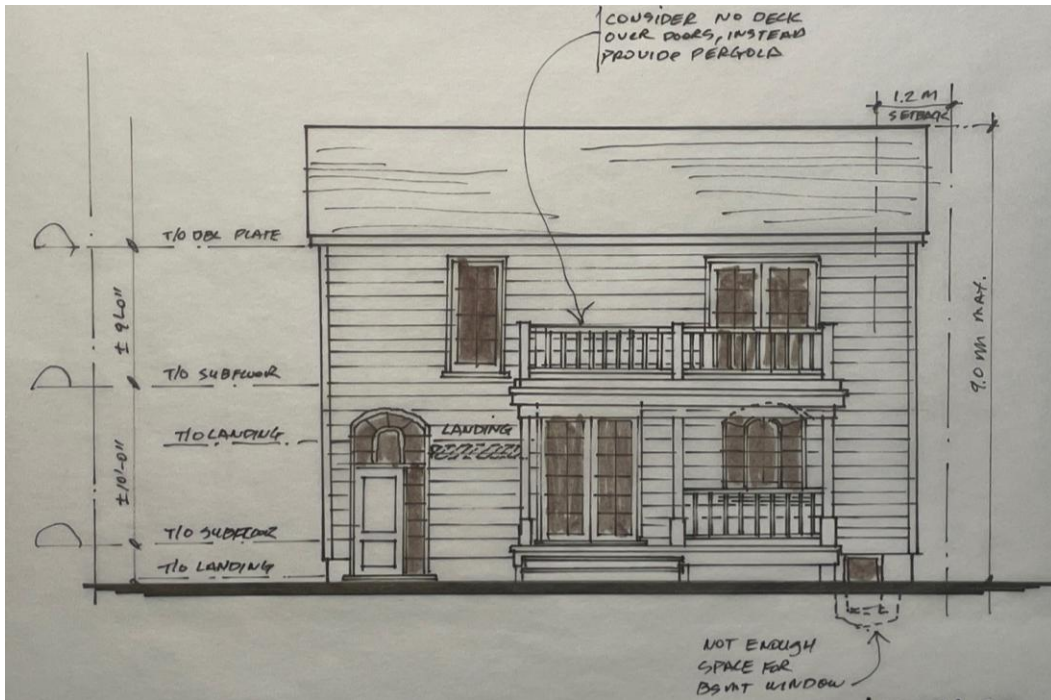 CONSIDER NO DECK
OVER DOORS, INSTEAD
PROVIDE PERGOLA
1.2 M
SETBACK
T/O DBL PLATE
± 9'-0"
T/O SUBFLOOR
T/O LANDING
LANDING
± 10'-0"
T/O SUBFLOOR
T/O LANDING
9.0 M MAX.
NOT ENOUGH
SPACE FOR
BSMT WINDOW